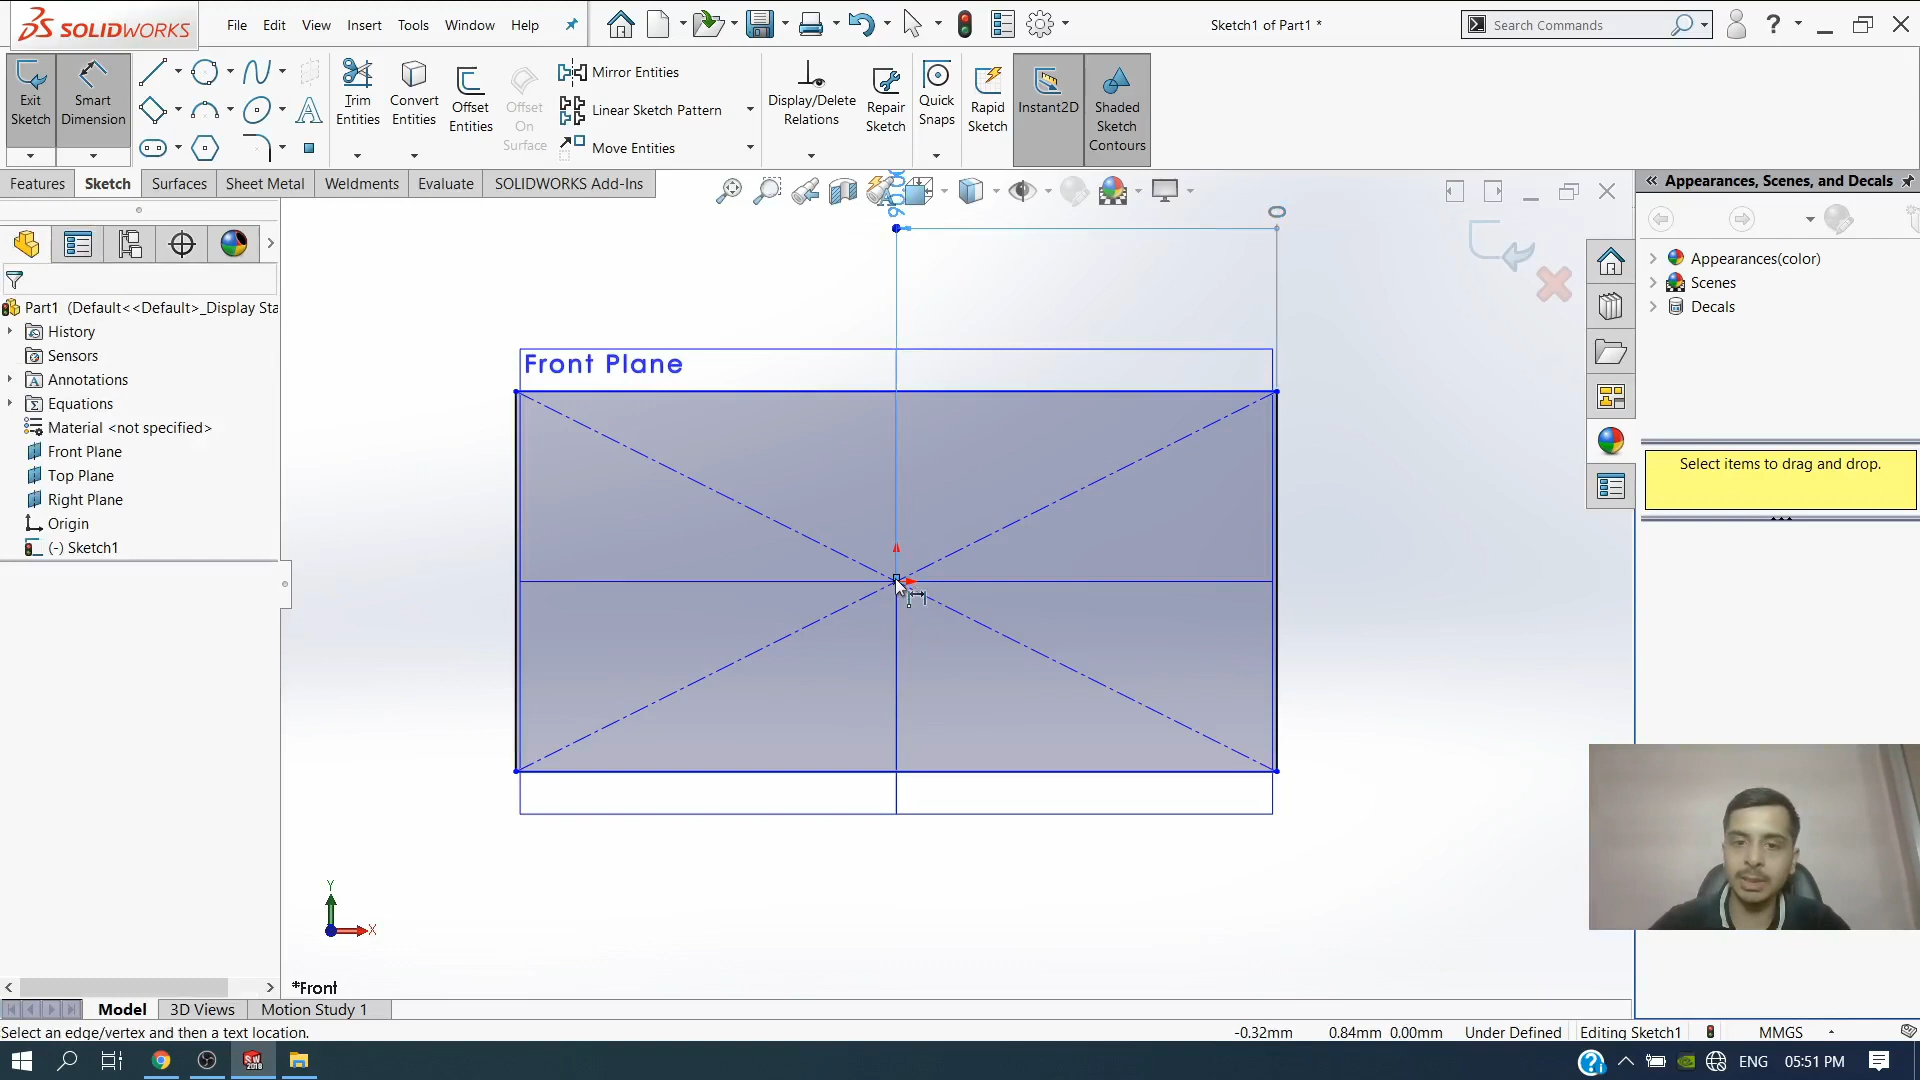 SOLIDWORKS
File Edit View Insert Tools Window Help
Sketch1 of Part1 *
Search Commands
?
Exit Sketch
Smart Dimension
Trim Entities
Convert Entities
Offset Entities
Offset On Surface
Mirror Entities
Linear Sketch Pattern
Move Entities
Display/Delete Relations
Repair Sketch
Quick Snaps
Rapid Sketch
Instant2D
Shaded Sketch Contours
Features Sketch Surfaces Sheet Metal Weldments Evaluate SOLIDWORKS Add-Ins
Appearances, Scenes, and Decals
Appearances(color)
Scenes
Decals
Select items to drag and drop.
Part1 (Default<<Default>_Display Sta
History
Sensors
Annotations
Equations
Material <not specified>
Front Plane
Top Plane
Right Plane
Origin
(-) Sketch1
Front Plane
Y
X
*Front
Model 3D Views Motion Study 1
Select an edge/vertex and then a text location.
-0.32mm 0.84mm 0.00mm Under Defined Editing Sketch1 MMGS
ENG 05:51 PM